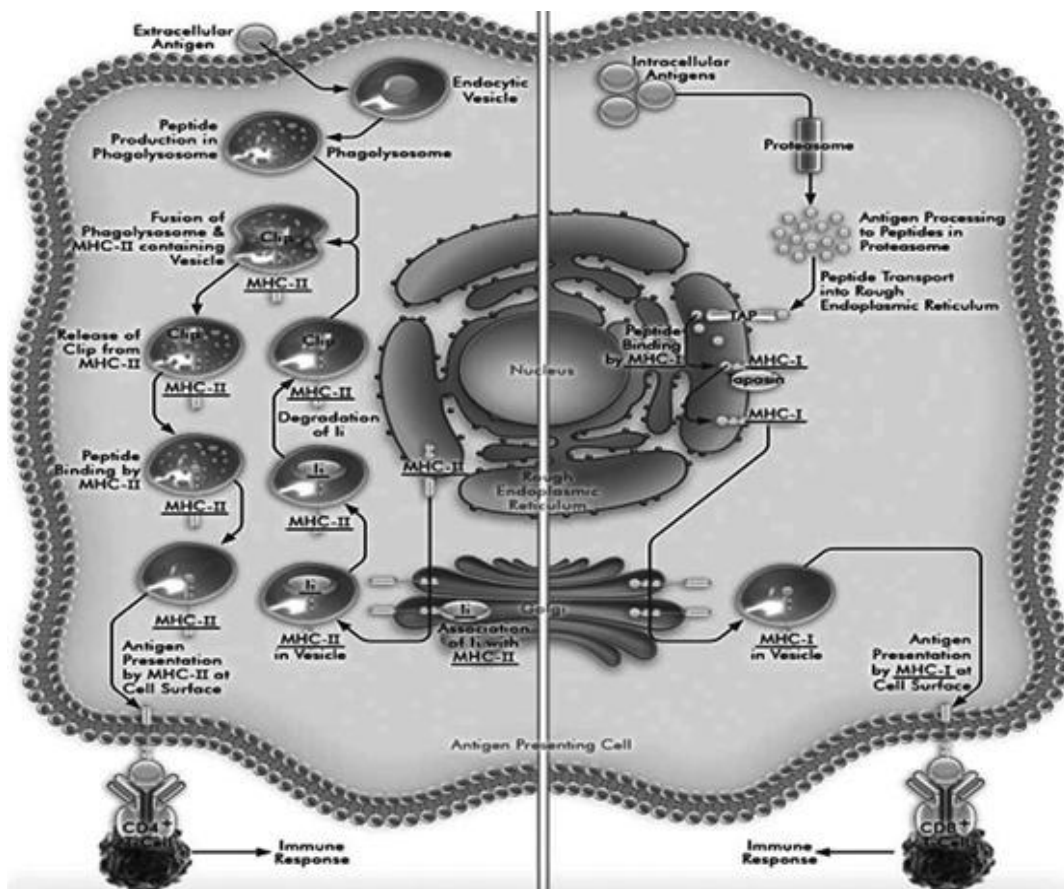 Extracellular
Antigen
Endocytic
Vesicle
Peptide
Production in
Phagolysosome
Phagolysosome
Fusion of
Phagolysosome &
MHC-II containing
Vesicle
Clip
MHC-II
Release of
Clip from
MHC-II
Clip
MHC-II
Clip
MHC-II
Degradation
of Ii
Peptide
Binding by
MHC-II
MHC-II
Ii
MHC-II
MHC-II
Ii
MHC-II
in Vesicle
Antigen
Presentation
by MHC-II at
Cell Surface
MHC-II
Ii
Association
of Ii with
MHC-II
Golgi
Nucleus
Rough
Endoplasmic
Reticulum
Intracellular
Antigens
Proteasome
Antigen Processing
to Peptides in
Proteasome
Peptide Transport
into Rough
Endoplasmic Reticulum
TAP
Peptide
Binding
by MHC-I
MHC-I
apasin
MHC-I
MHC-I
in Vesicle
Antigen
Presentation
by MHC-I at
Cell Surface
Antigen Presenting Cell
CD4+
T-Cell
Immune
Response
Immune
Response
CD8+
T-Cell